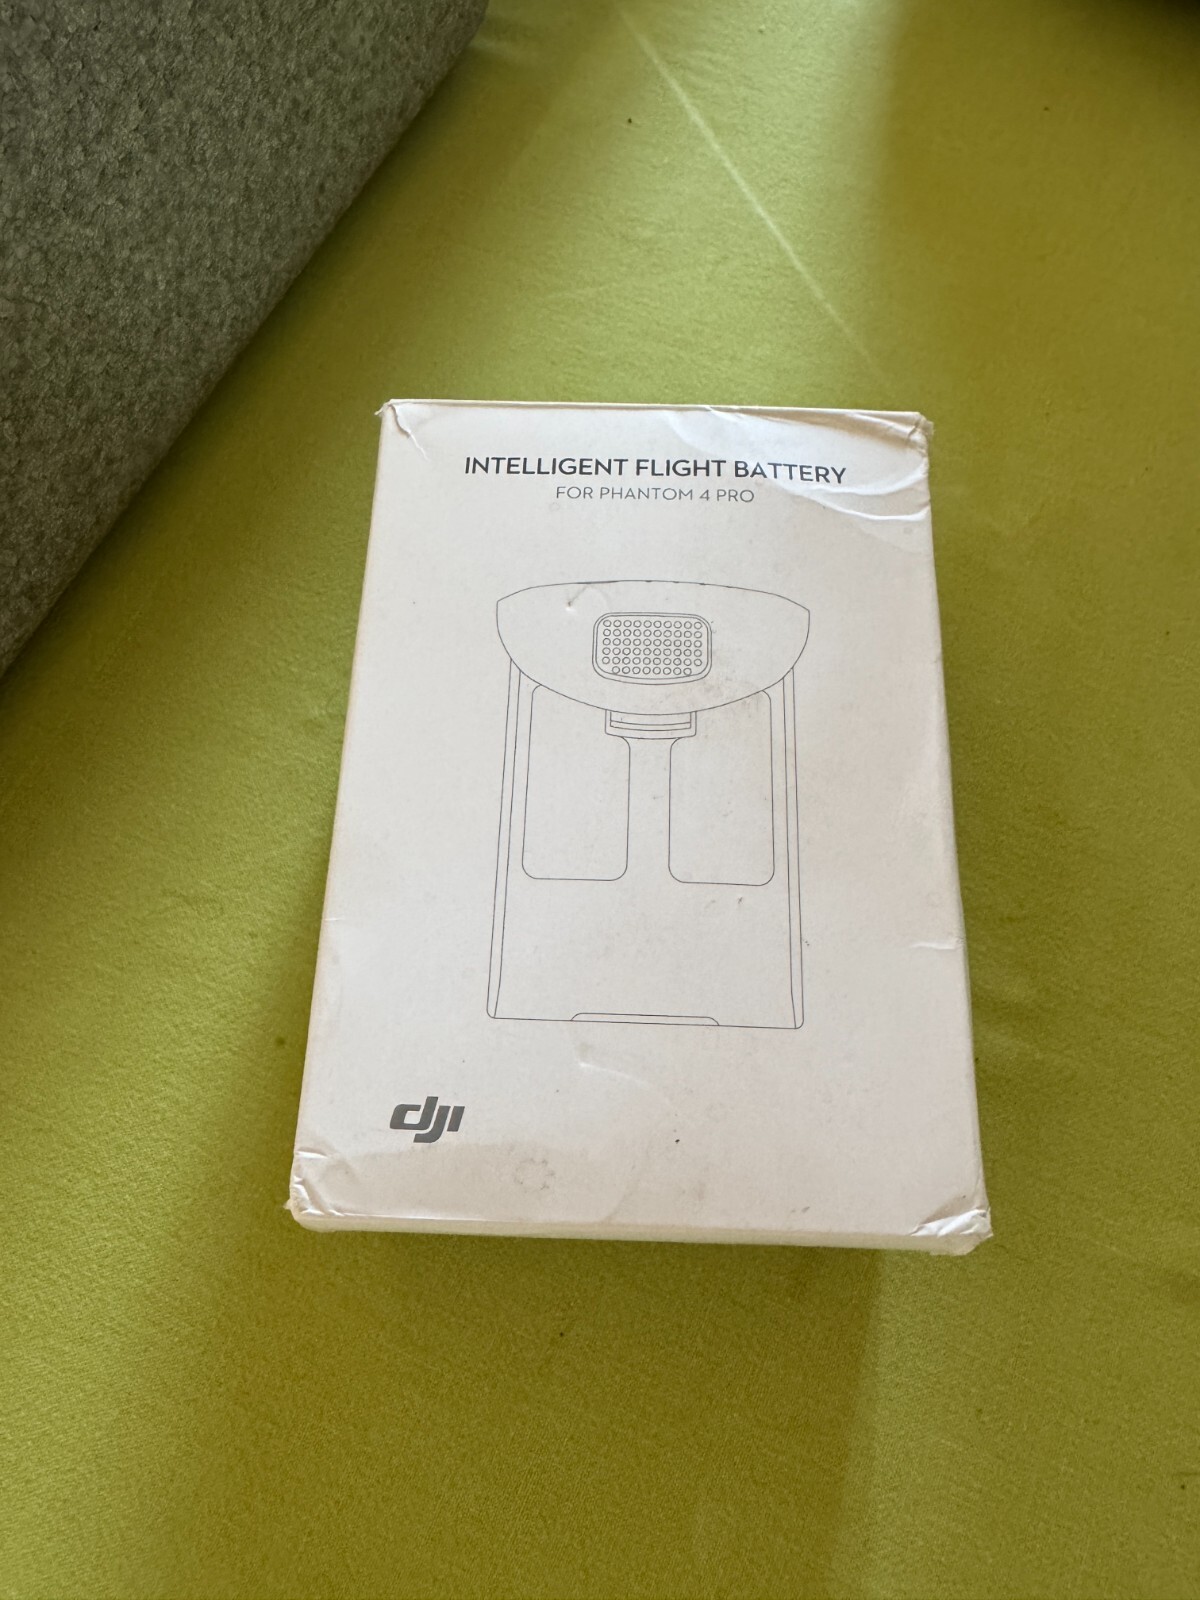 INTELLIGENT FLIGHT BATTERY
FOR PHANTOM 4 PRO
dji